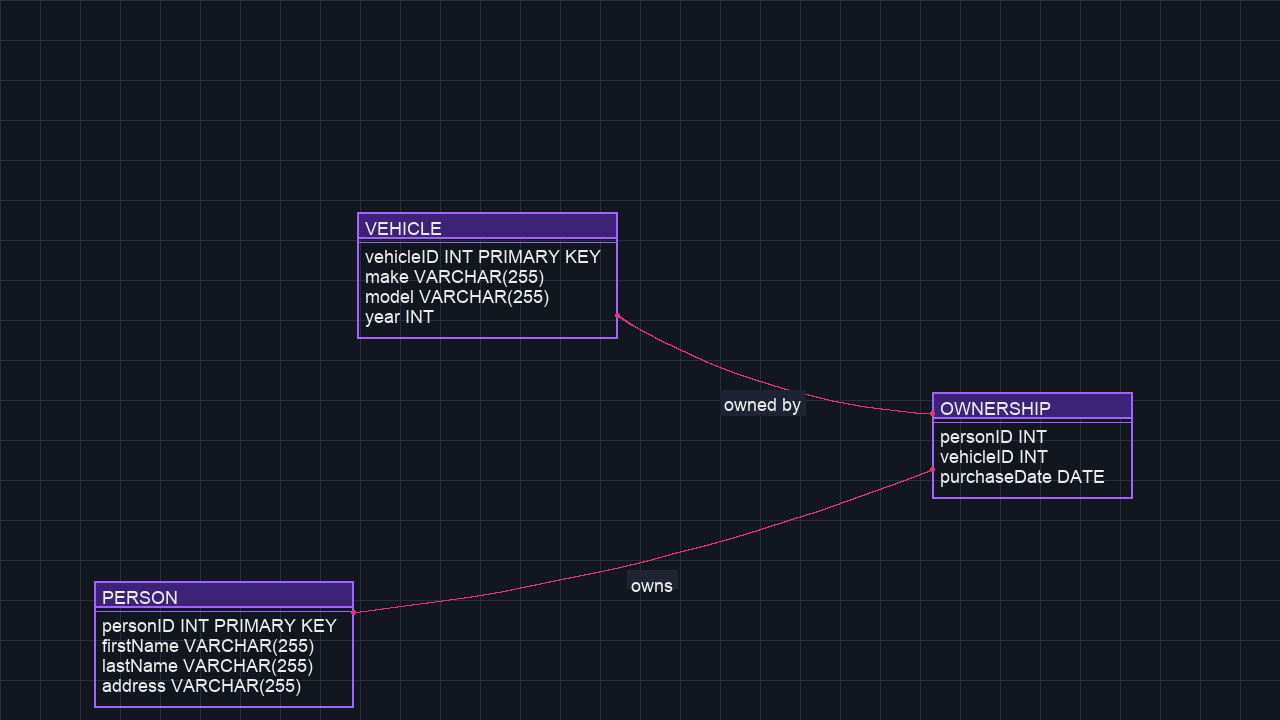 VEHICLE
vehicleID INT PRIMARY KEY
make VARCHAR(255)
model VARCHAR(255)
year INT
owned by
OWNERSHIP
personID INT
vehicleID INT
purchaseDate DATE
owns
PERSON
personID INT PRIMARY KEY
firstName VARCHAR(255)
lastName VARCHAR(255)
address VARCHAR(255)